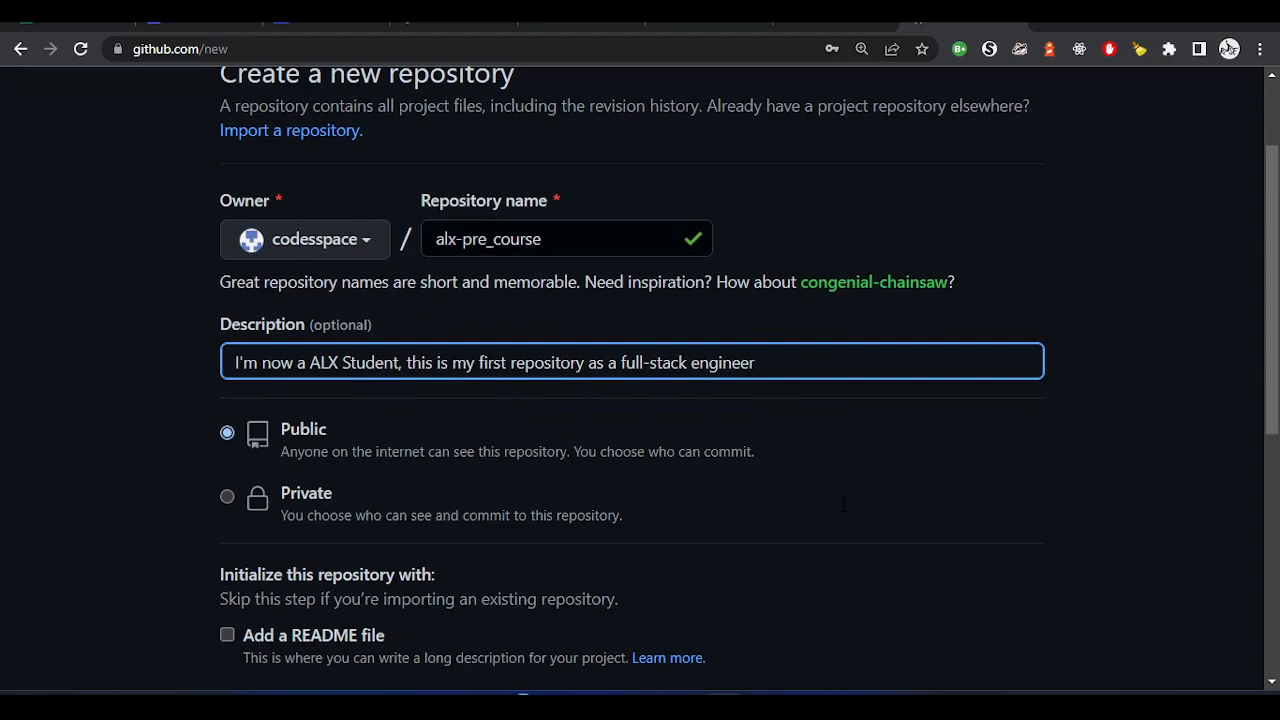 github.com/new
Create a new repository
A repository contains all project files, including the revision history. Already have a project repository elsewhere?
Import a repository.
Owner * Repository name *
codesspace / alx-pre_course
Great repository names are short and memorable. Need inspiration? How about congenial-chainsaw?
Description (optional)
I'm now a ALX Student, this is my first repository as a full-stack engineer
Public
Anyone on the internet can see this repository. You choose who can commit.
Private
You choose who can see and commit to this repository.
Initialize this repository with:
Skip this step if you're importing an existing repository.
Add a README file
This is where you can write a long description for your project. Learn more.